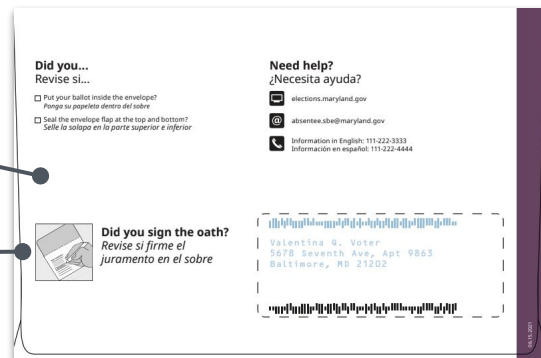 Did you...
Revise si...
Put your ballot inside the envelope?
Ponga su papeleta dentro del sobre
Seal the envelope flap at the top and bottom?
Selle la solapa en la parte superior e inferior
Need help?
¿Necesita ayuda?
elections.maryland.gov
@
absentee.sbe@maryland.gov
Information in English: 111-222-3333
Información en español: 111-222-4444
Did you sign the oath?
Revise si firme el
juramento en el sobre
Valentina Q. Voter
5678 Seventh Ave, Apt 9863
Baltimore, MD 21202
06.15.2021